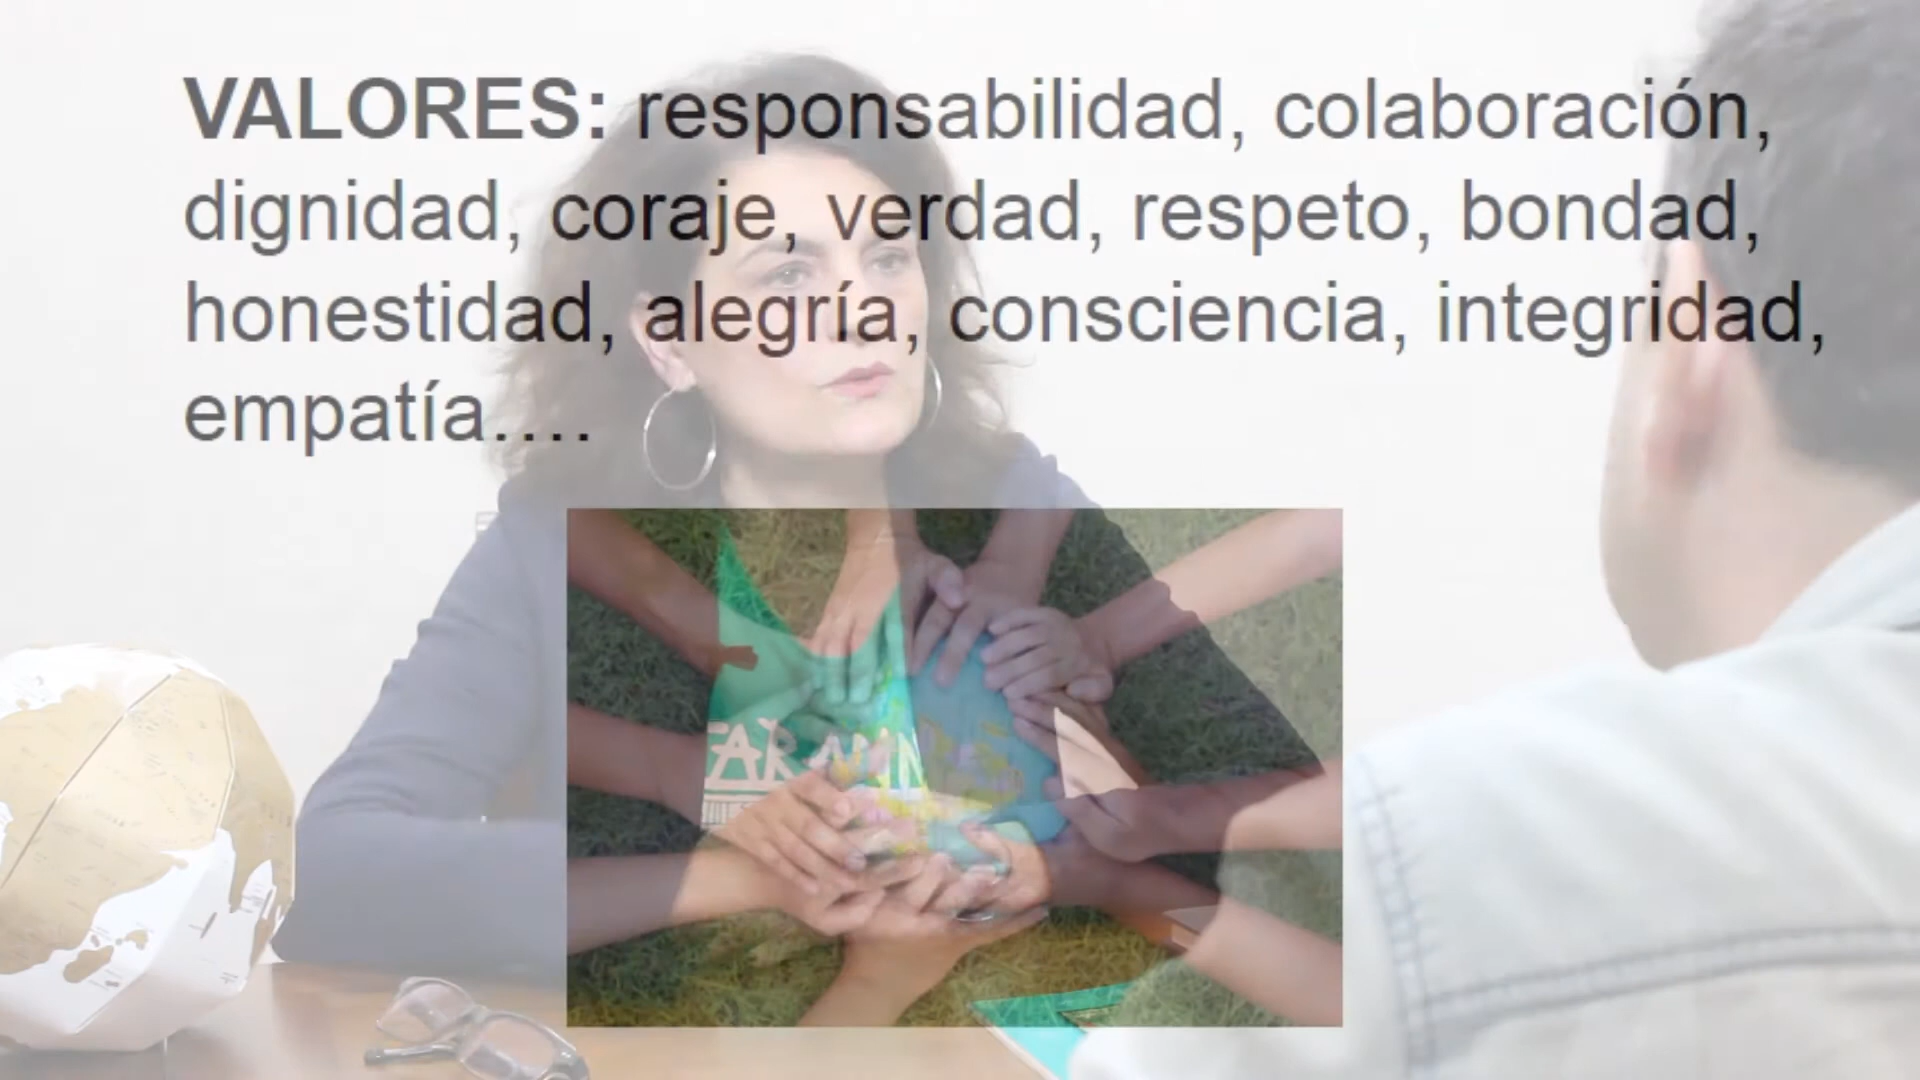 VALORES: responsabilidad, colaboración,
dignidad, coraje, verdad, respeto, bondad,
honestidad, alegría, consciencia, integridad,
empatía....